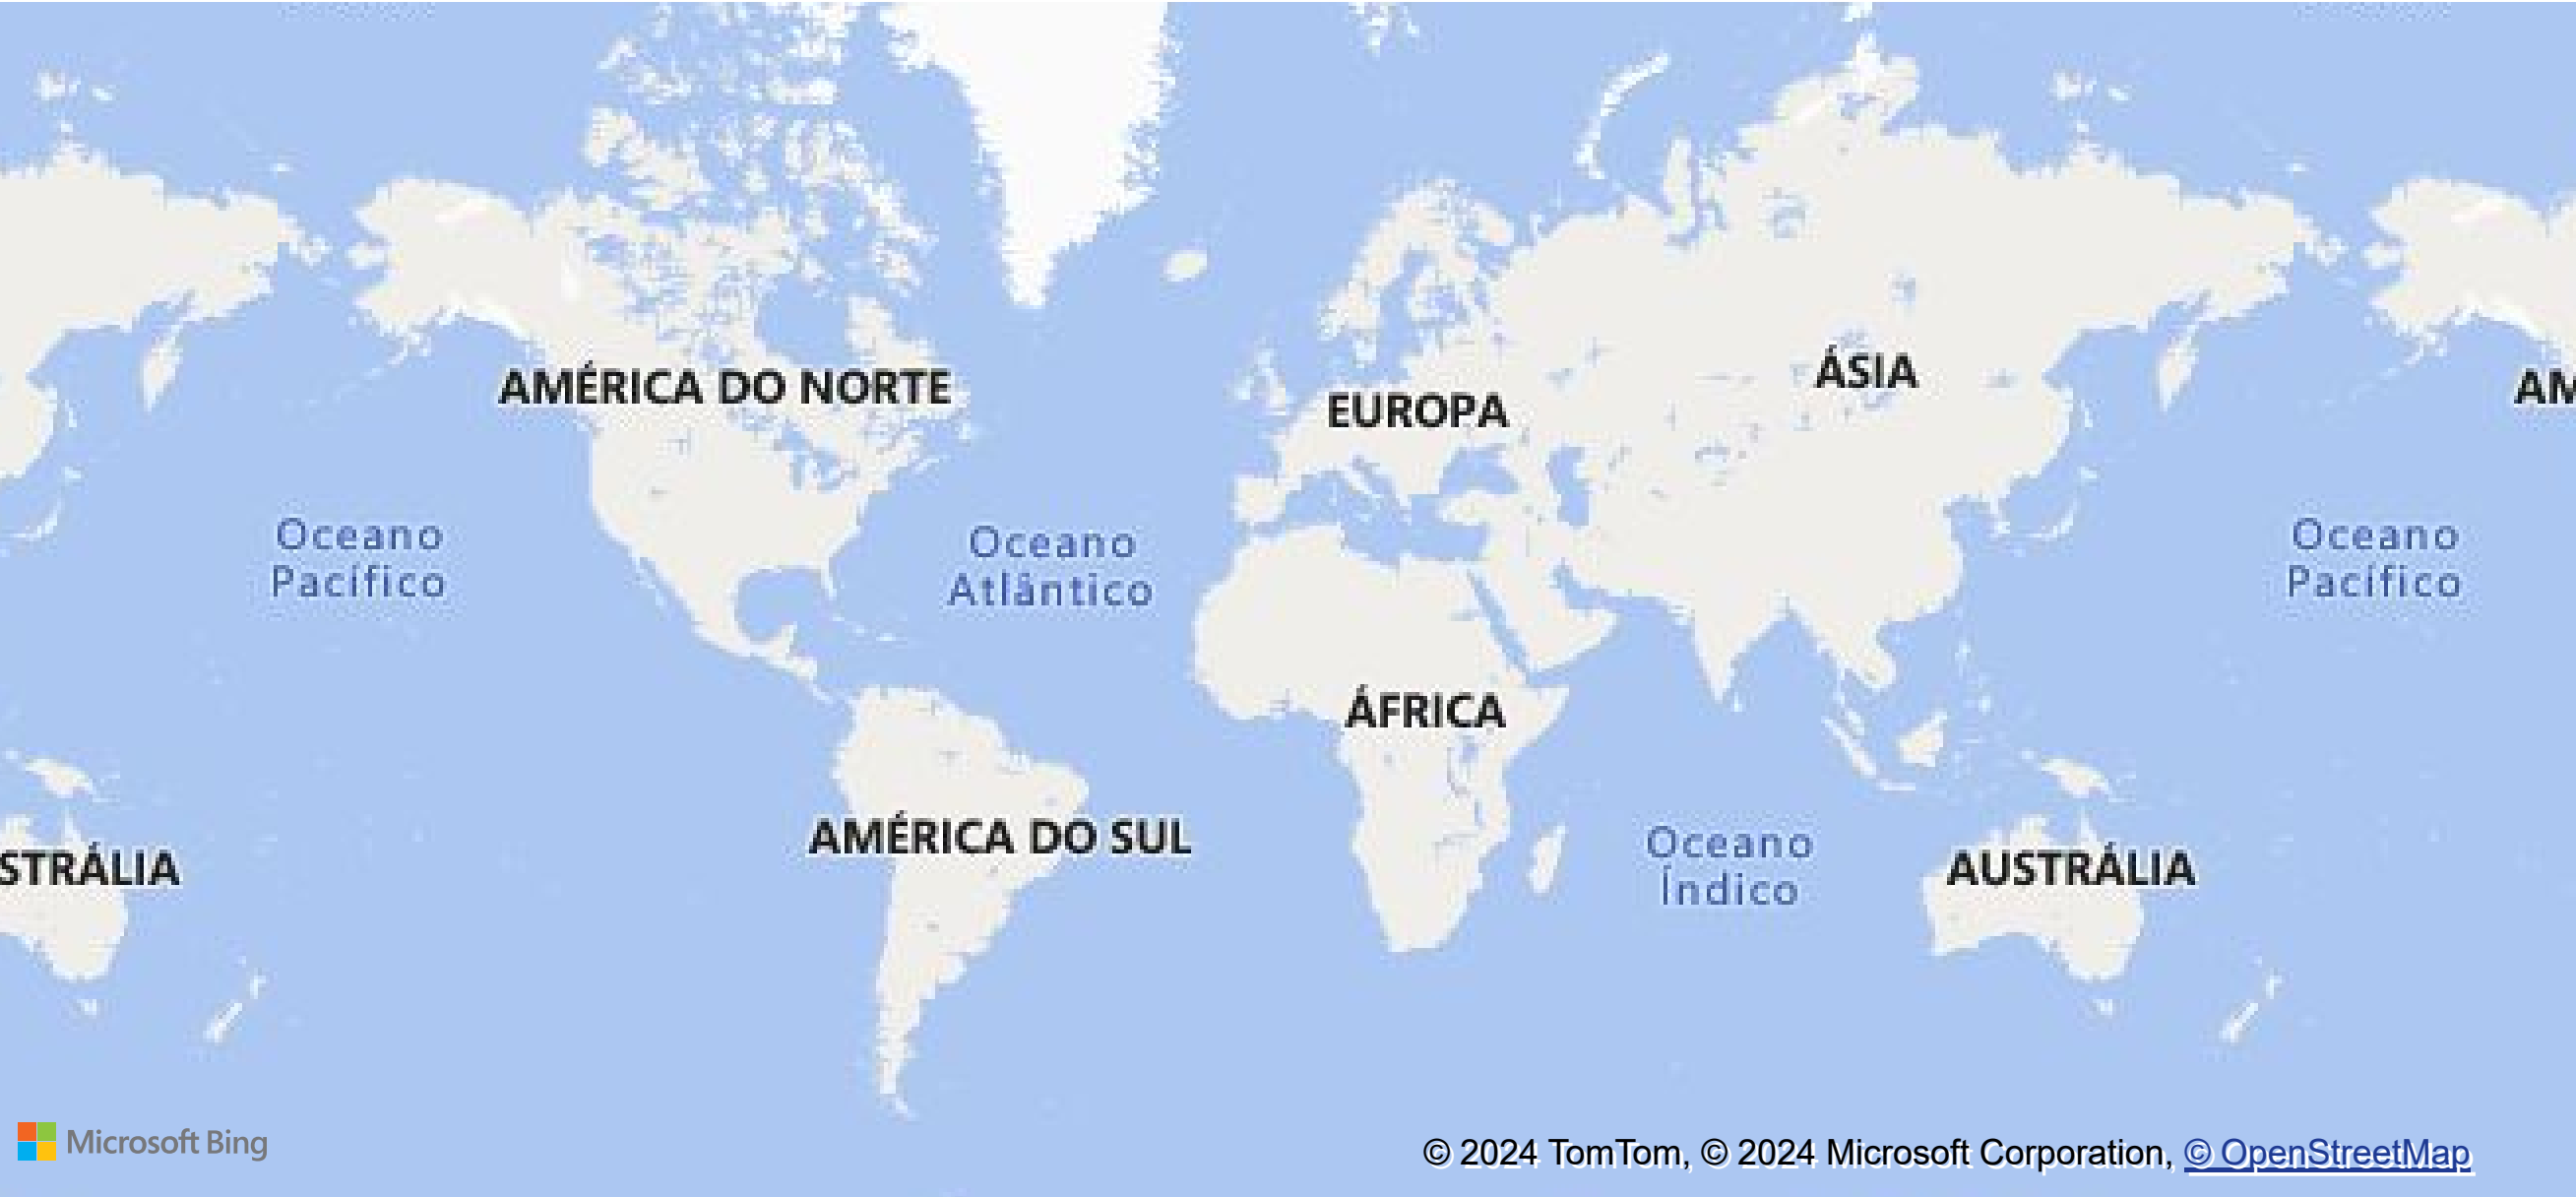 AMÉRICA DO NORTE
ÁSIA
EUROPA
AM
Oceano
Pacífico
Oceano
Atlântico
Oceano
Pacífico
ÁFRICA
AMÉRICA DO SUL
Oceano
Índico
STRÁLIA
AUSTRÁLIA
Microsoft Bing
© 2024 TomTom, © 2024 Microsoft Corporation, © OpenStreetMap